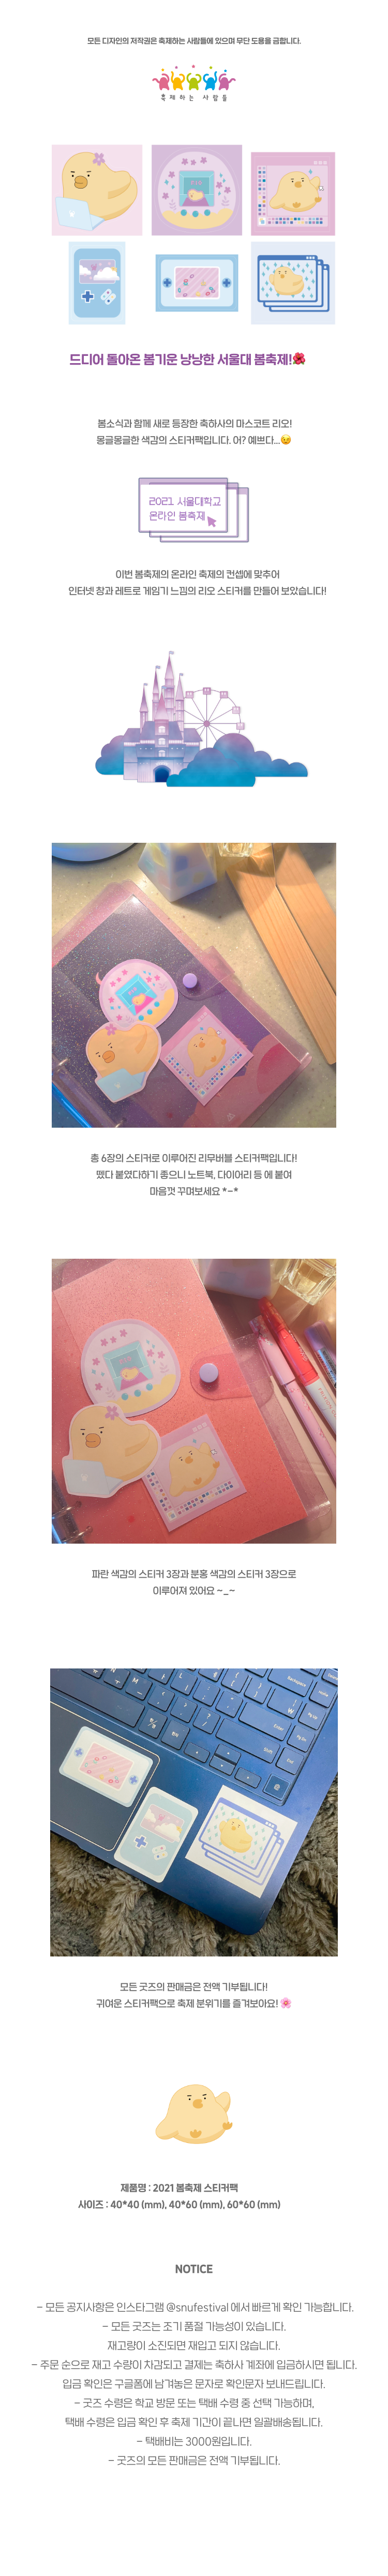 모든 디자인의 저작권은 축제하는 사람들에 있으며 무단 도용을 금합니다.
축제하는 사람들
드디어 돌아온 봄기운 낭낭한 서울대 봄축제!🌺
봄소식과 함께 새로 등장한 축하사의 마스코트 리오!
몽글몽글한 색감의 스티커팩입니다. 어? 예쁘다...😉
2021 서울대학교
온라인 봄축제
이번 봄축제의 온라인 축제의 컨셉에 맞추어
인터넷 창과 레트로 게임기 느낌의 리오 스티커를 만들어 보았습니다!
총 6장의 스티커로 이루어진 리무버블 스티커팩입니다!
뗐다 붙였다하기 좋으니 노트북, 다이어리 등 에 붙여
마음껏 꾸며보세요 *-*
파란 색감의 스티커 3장과 분홍 색감의 스티커 3장으로
이루어져 있어요 ~_~
모든 굿즈의 판매금은 전액 기부됩니다!
귀여운 스티커팩으로 축제 분위기를 즐겨보아요! 🌸
제품명 : 2021 봄축제 스티커팩
사이즈 : 40*40 (mm), 40*60 (mm), 60*60 (mm)
NOTICE
- 모든 공지사항은 인스타그램 @snufestival 에서 빠르게 확인 가능합니다.
- 모든 굿즈는 조기 품절 가능성이 있습니다.
재고량이 소진되면 재입고 되지 않습니다.
- 주문 순으로 재고 수량이 차감되고 결제는 축하사 계좌에 입금하시면 됩니다.
입금 확인은 구글폼에 남겨놓은 문자로 확인문자 보내드립니다.
- 굿즈 수령은 학교 방문 또는 택배 수령 중 선택 가능하며,
택배 수령은 입금 확인 후 축제 기간이 끝나면 일괄배송됩니다.
- 택배비는 3000원입니다.
- 굿즈의 모든 판매금은 전액 기부됩니다.